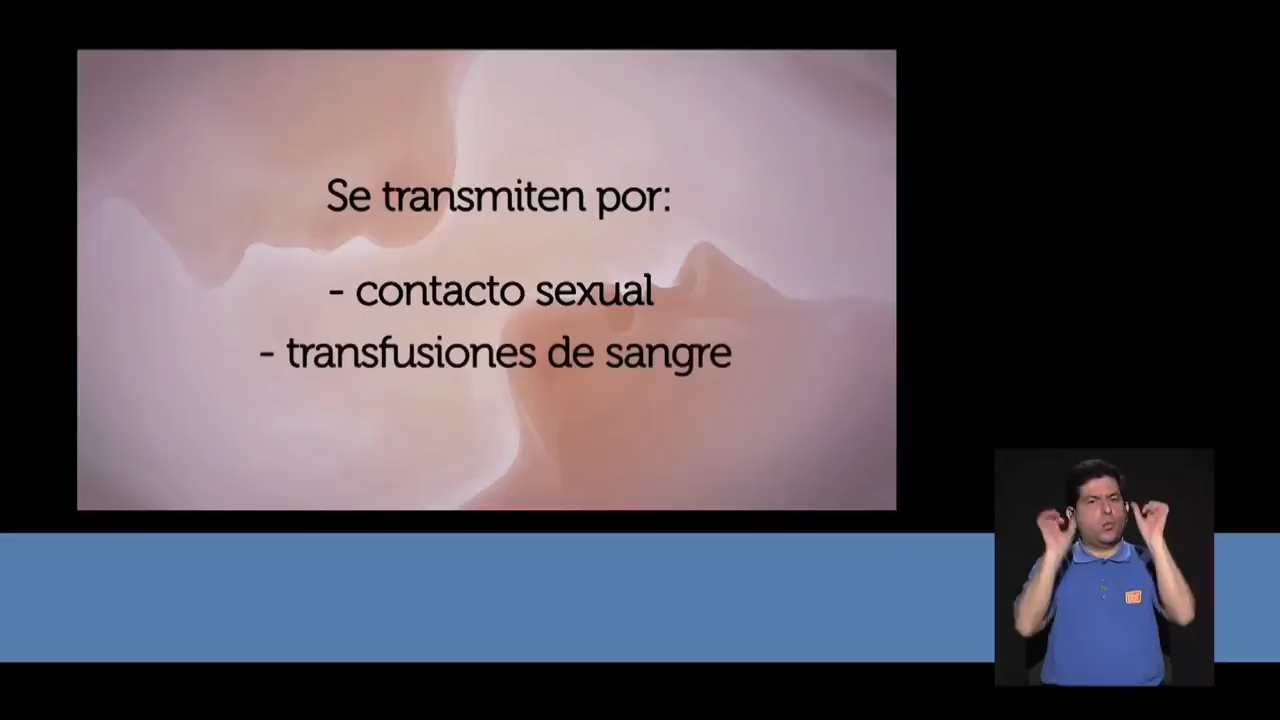 Se transmiten por:
- contacto sexual
- transfusiones de sangre